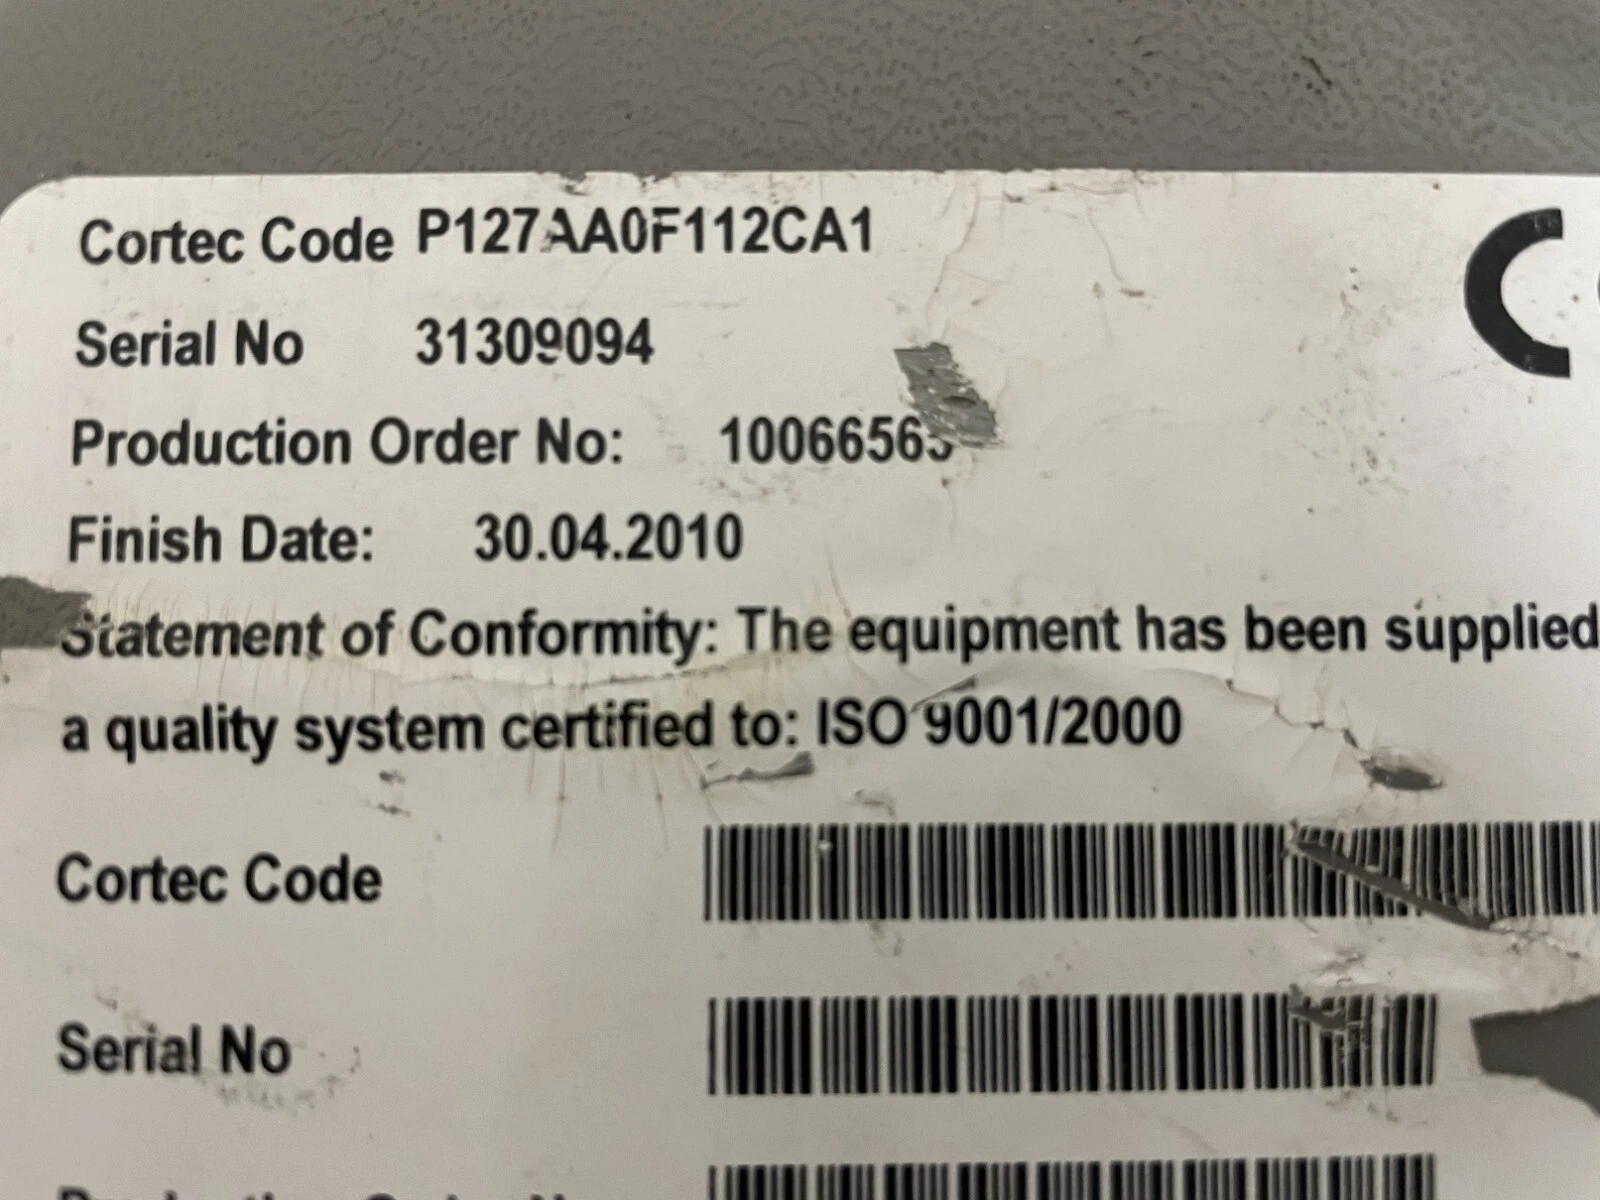 Cortec Code P127AA0F112CA1
Serial No 31309094
Production Order No:
Finish Date: 30.04.2010
Statement of Conformity: The equipment has been supplied
a quality system certified to: ISO 9001/2000
Cortec Code
Serial No